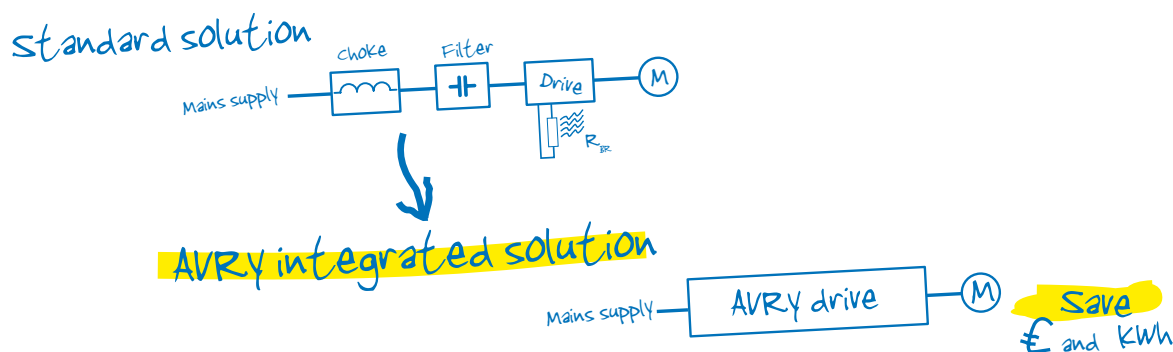 Standard solution
Choke
Filter
Mains supply
Drive
M
RBR
AVRY integrated solution
Mains supply
AVRY drive
M
Save
€ and KWh